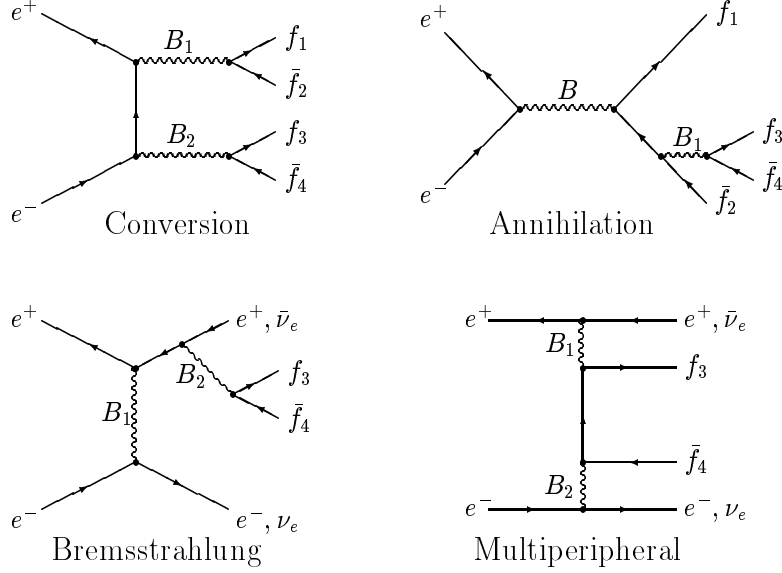 e⁺
B₁
f₁
f̄₂
B₂
f₃
f̄₄
e⁻
Conversion
e⁺
B
f₁
B₁
f₃
f̄₄
f̄₂
e⁻
Annihilation
e⁺
e⁺, ν̄ₑ
B₂
f₃
f̄₄
B₁
e⁻
e⁻, νₑ
Bremsstrahlung
e⁺
e⁺, ν̄ₑ
B₁
f₃
f̄₄
B₂
e⁻
e⁻, νₑ
Multiperipheral